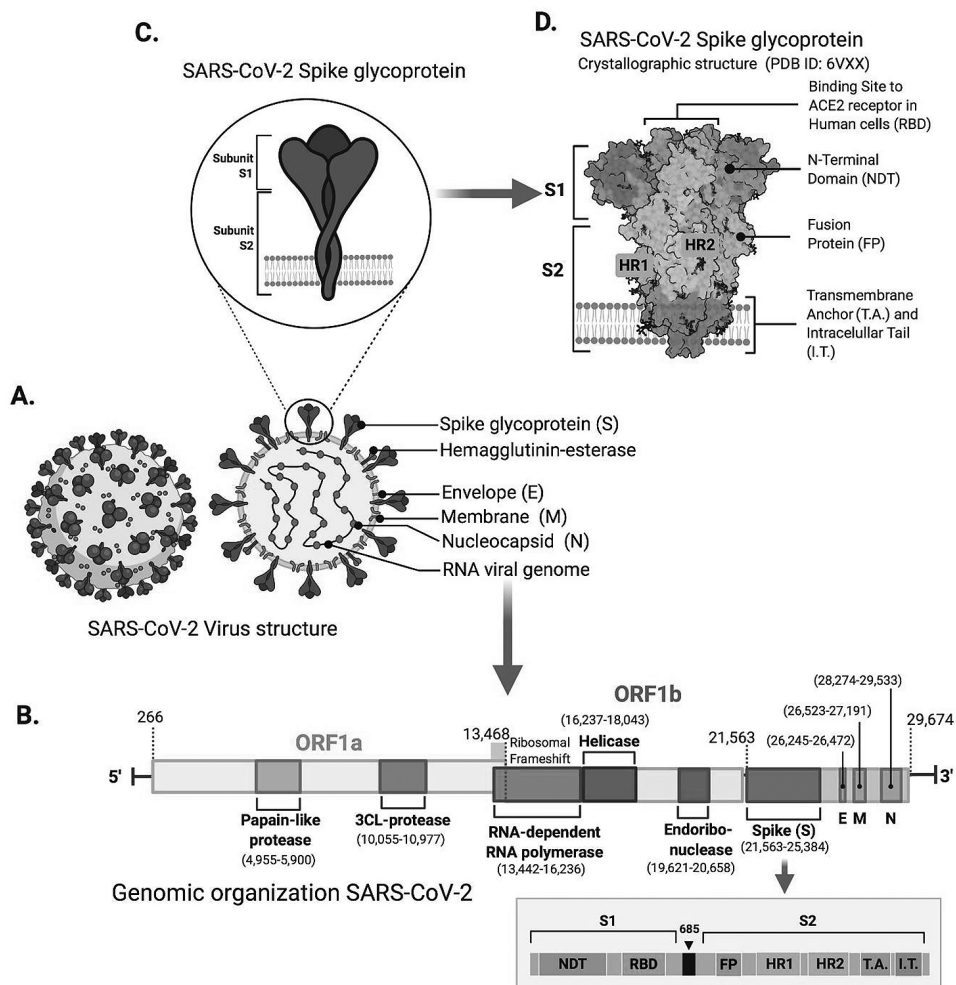 C.
SARS-CoV-2 Spike glycoprotein
Subunit
S1
Subunit
S2
D.
SARS-CoV-2 Spike glycoprotein
Crystallographic structure (PDB ID: 6VXX)
Binding Site to
ACE2 receptor in
Human cells (RBD)
N-Terminal
Domain (NDT)
Fusion
Protein (FP)
Transmembrane
Anchor (T.A.) and
Intracelullar Tail
(I.T.)
S1
S2
HR1
HR2
A.
Spike glycoprotein (S)
Hemagglutinin-esterase
Envelope (E)
Membrane (M)
Nucleocapsid (N)
RNA viral genome
SARS-CoV-2 Virus structure
B.
266
ORF1a
13,468
Ribosomal
Frameshift
ORF1b
(16,237-18,043)
Helicase
21,563
(28,274-29,533)
(26,523-27,191)
(26,245-26,472)
29,674
5'
3'
Papain-like
protease
(4,955-5,900)
3CL-protease
(10,055-10,977)
RNA-dependent
RNA polymerase
(13,442-16,236)
Endoribo-
nuclease
(19,621-20,658)
Spike (S)
(21,563-25,384)
E M N
Genomic organization SARS-CoV-2
S1 685 S2
NDT RBD FP HR1 HR2 T.A. I.T.